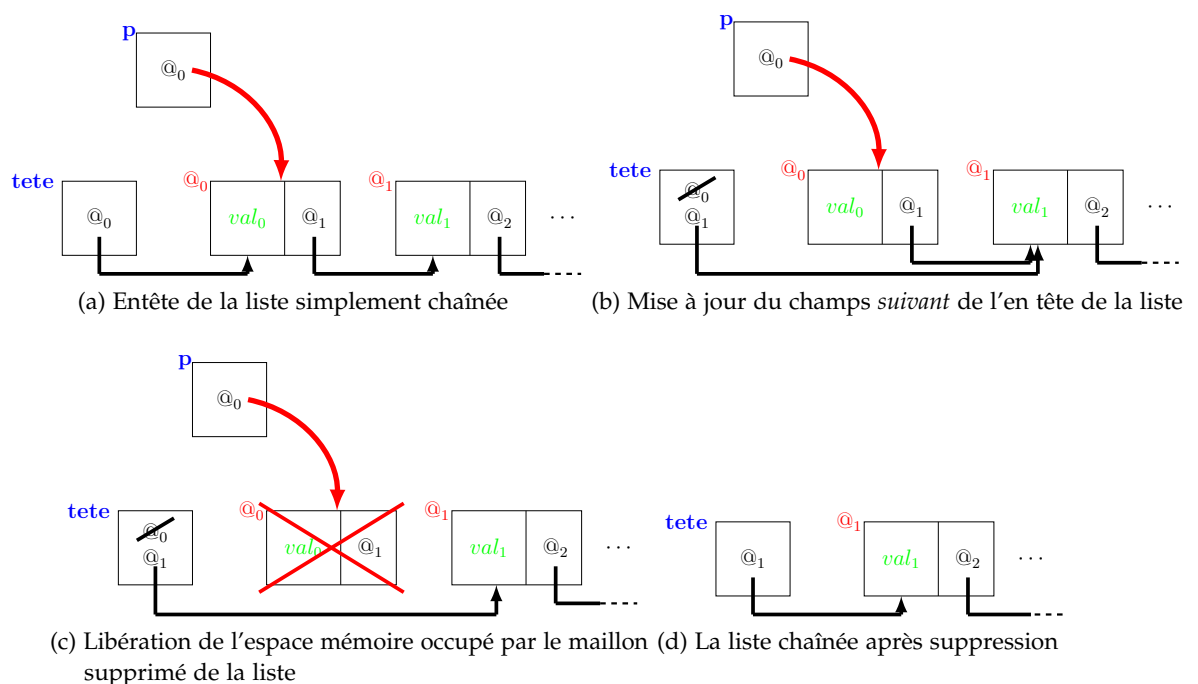 p
@0
tete @0 @0 val0 @1 @1 val1 @2 ...
(a) Entête de la liste simplement chaînée
p
@0
tete @0 @1 @0 val0 @1 @1 val1 @2 ...
(b) Mise à jour du champs suivant de l'en tête de la liste
p
@0
tete @0 @1 @0 val0 @1 @1 val1 @2 ...
(c) Libération de l'espace mémoire occupé par le maillon
supprimé de la liste
tete @1 @1 val1 @2 ...
(d) La liste chaînée après suppression